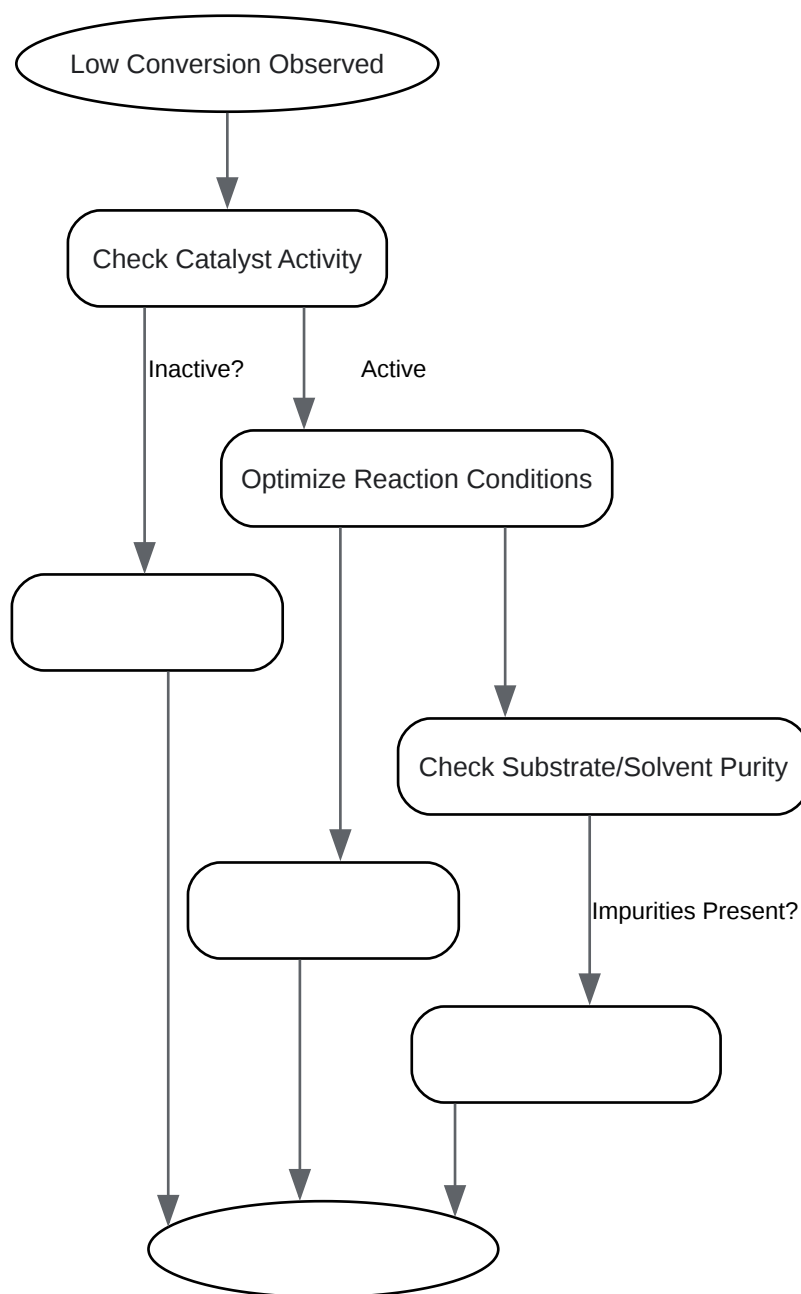 Low Conversion Observed
Check Catalyst Activity
Inactive?
Active
Optimize Reaction Conditions
Check Substrate/Solvent Purity
Impurities Present?